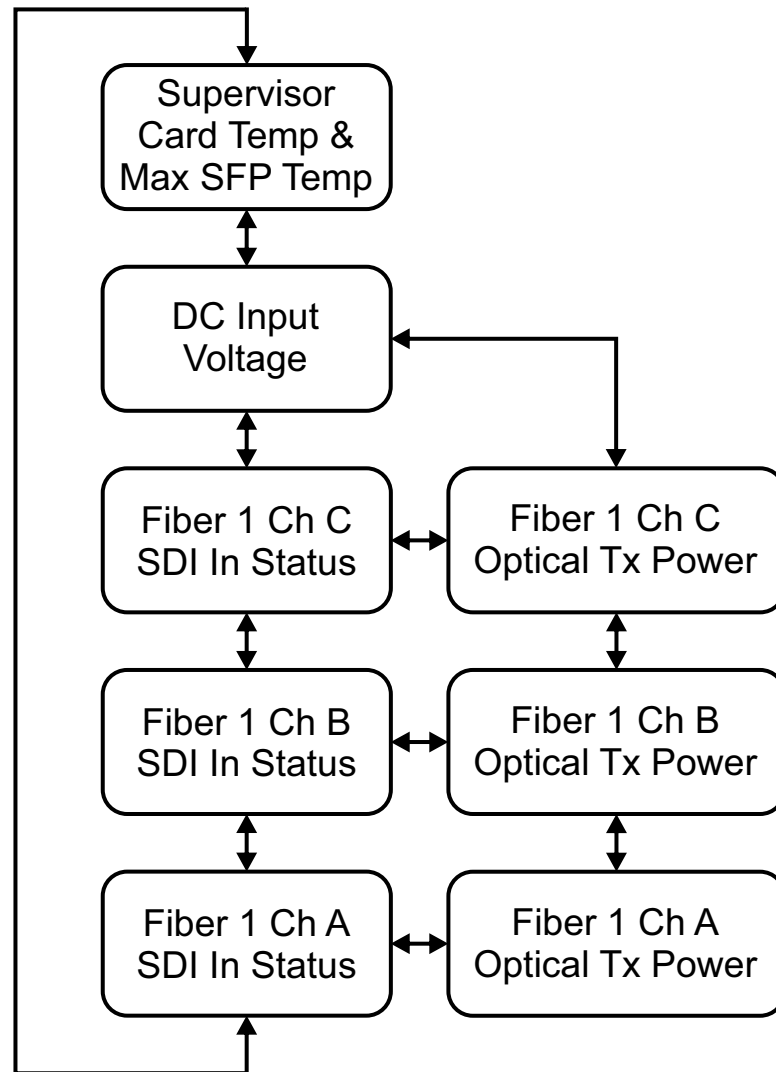 Supervisor
Card Temp &
Max SFP Temp
DC Input
Voltage
Fiber 1 Ch C
SDI In Status
Fiber 1 Ch C
Optical Tx Power
Fiber 1 Ch B
SDI In Status
Fiber 1 Ch B
Optical Tx Power
Fiber 1 Ch A
SDI In Status
Fiber 1 Ch A
Optical Tx Power